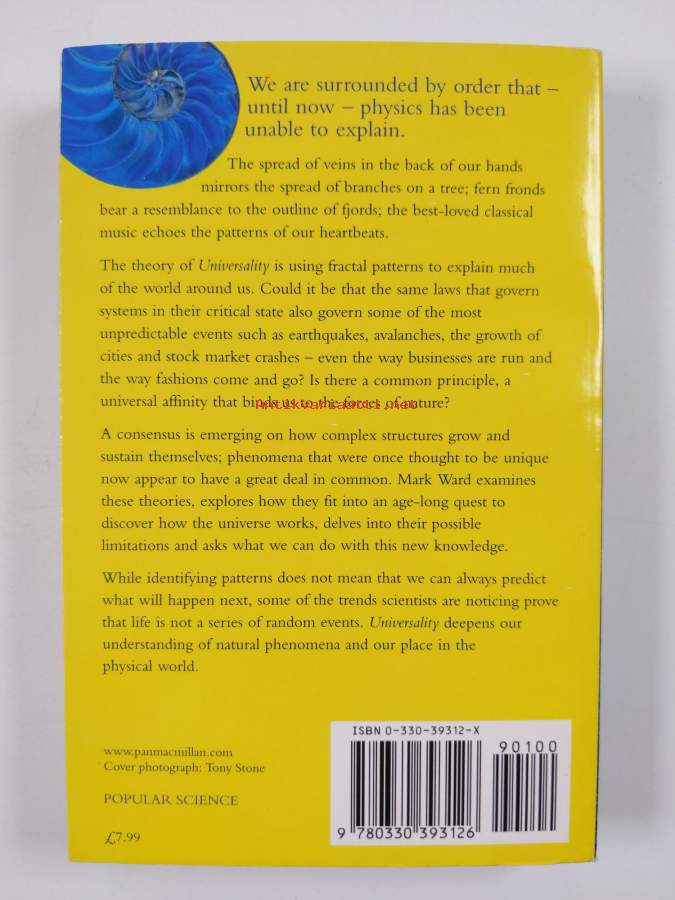 We are surrounded by order that –
until now – physics has been
unable to explain.
The spread of veins in the back of our hands
mirrors the spread of branches on a tree; fern fronds
bear a resemblance to the outline of fjords; the best-loved classical
music echoes the patterns of our heartbeats.
The theory of Universality is using fractal patterns to explain much
of the world around us. Could it be that the same laws that govern
systems in their critical state also govern some of the most
unpredictable events such as earthquakes, avalanches, the growth of
cities and stock market crashes – even the way businesses are run and
the way fashions come and go? Is there a common principle, a
universal affinity that binds us to the forces of nature?
A consensus is emerging on how complex structures grow and
sustain themselves; phenomena that were once thought to be unique
now appear to have a great deal in common. Mark Ward examines
these theories, explores how they fit into an age-long quest to
discover how the universe works, delves into their possible
limitations and asks what we can do with this new knowledge.
While identifying patterns does not mean that we can always predict
what will happen next, some of the trends scientists are noticing prove
that life is not a series of random events. Universality deepens our
understanding of natural phenomena and our place in the
physical world.
www.panmacmillan.com
Cover photograph: Tony Stone
POPULAR SCIENCE
£7.99
ISBN 0-330-39312-X
90100
9 780330 393126